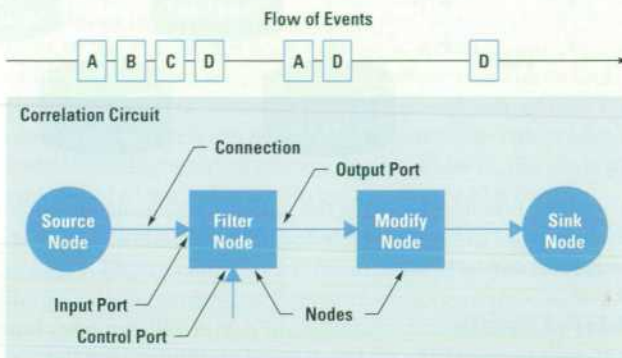 Flow of Events
A B C D A D D
Correlation Circuit
Connection
Output Port
Source
Node
Filter
Node
Modify
Node
Sink
Node
Input Port
Control Port
Nodes